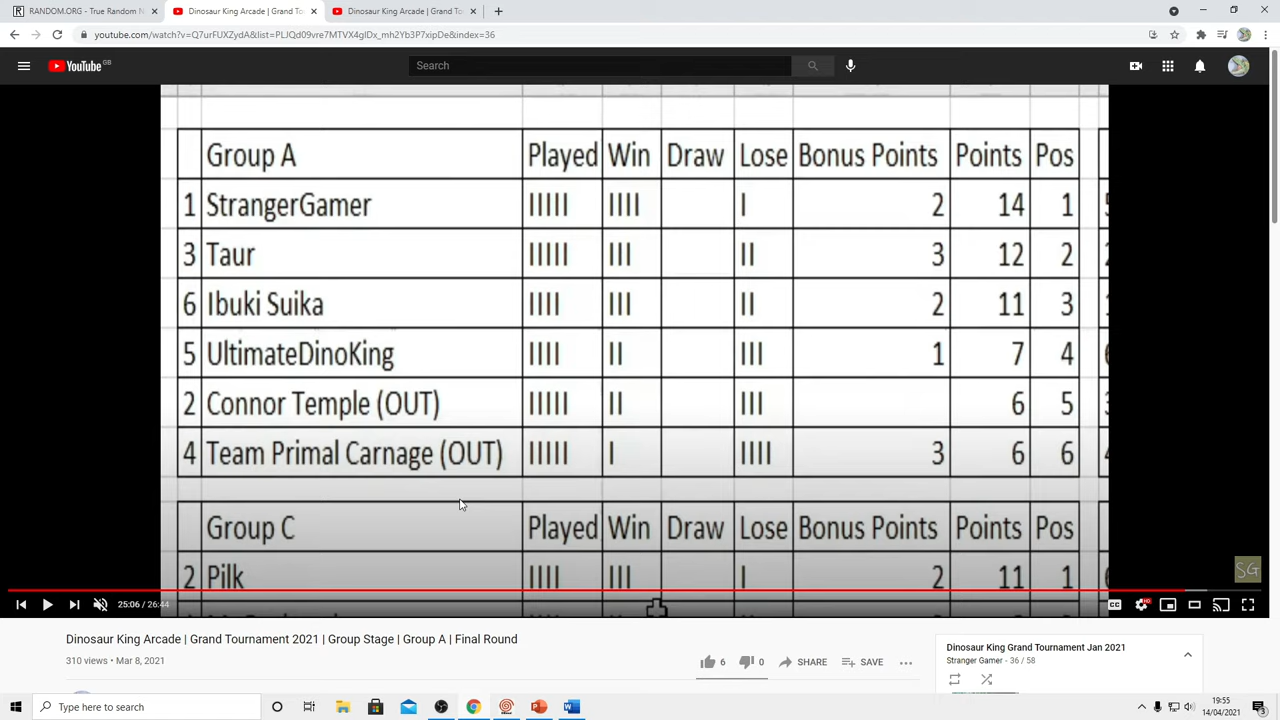 RANDOM.ORG - True Random N
Dinosaur King Arcade | Grand Tou
Dinosaur King Arcade | Grand Tou
youtube.com/watch?v=Q7urFUXZydA&list=PLJQd09vre7MTVX4glDx_mh2Yb3P7xipDe&index=36
YouTube GB
Search
Group A Played Win Draw Lose Bonus Points Points Pos
1 StrangerGamer IIIII IIII I 2 14 1
3 Taur IIIII III II 3 12 2
6 Ibuki Suika IIII III II 2 11 3
5 UltimateDinoKing IIII II III 1 7 4
2 Connor Temple (OUT) IIIII II III 6 5
4 Team Primal Carnage (OUT) IIIII I IIII 3 6 6
Group C Played Win Draw Lose Bonus Points Points Pos
2 Pilk IIII III I 2 11 1
SG
25:06 / 26:44
CC
HD
Dinosaur King Arcade | Grand Tournament 2021 | Group Stage | Group A | Final Round
310 views • Mar 8, 2021
6 0 SHARE SAVE
Dinosaur King Grand Tournament Jan 2021
Stranger Gamer - 36 / 58
Type here to search
19:55
14/04/2021
3